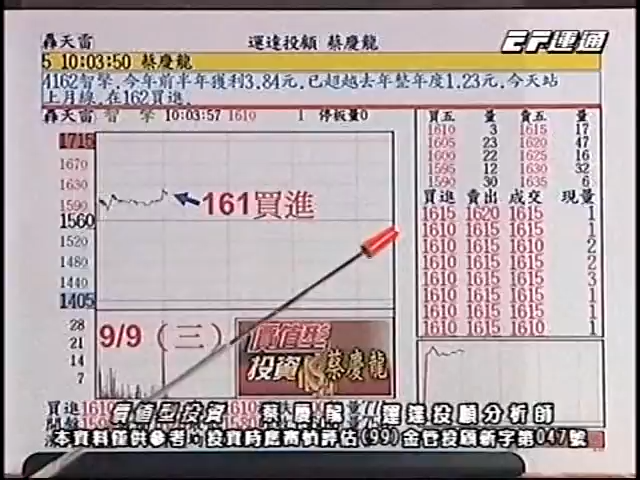 轟天雷 運達投顧 蔡慶龍
運通
5 10:03:50 蔡慶龍
4162智擎,今年前半年獲利3.84元,已超越去年整年度1.23元,今天站
上月線,在162買進。
轟天雷 智 擎 10:03:57 1610 1 停板量0
1715
1670
1630
1590
1560
1520
1480
1440
1405
161買進
28
21
14
7
9/9(三)
價值型
投資 蔡慶龍
買五 量 賣五 量
1610 3 1615 17
1605 23 1620 47
1600 22 1625 16
1595 12 1630 32
1590 30 1635 6
買進 賣出 成交 現量
1615 1620 1615 1
1610 1615 1615 1
1610 1615 1610 2
1610 1615 1610 2
1610 1615 1615 3
1610 1615 1615 1
1610 1615 1615 1
1610 1615 1615 1
買進
價值型投資 蔡慶龍 運達投顧分析師
本資料僅供參考,投資時應審慎評估(99)金管投顧新字第047號